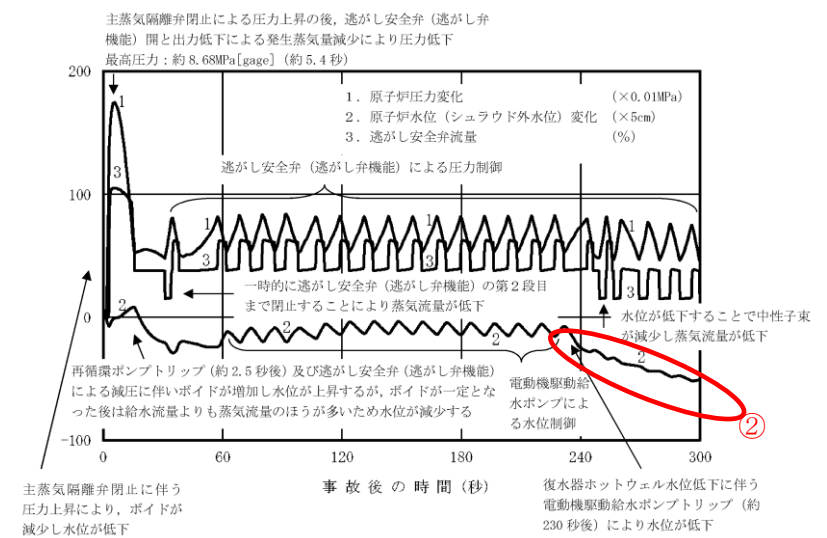 主蒸気隔離弁閉止による圧力上昇の後，逃がし安全弁（逃がし弁
機能）開と出力低下による発生蒸気量減少により圧力低下
最高圧力：約 8.68MPa[gage]（約 5.4 秒）
200
1
1．原子炉圧力変化 （×0.01MPa）
2．原子炉水位（シュラウド外水位）変化 （×5cm）
3．逃がし安全弁流量 （%）
3
逃がし安全弁（逃がし弁機能）による圧力制御
100
1
1
1
3
3
3
一時的に逃がし安全弁（逃がし弁機能）の第２段目
まで閉止することにより蒸気流量が低下
水位が低下することで中性子束
が減少し蒸気流量が低下
0
2
2
2
2
再循環ポンプトリップ（約 2.5 秒後）及び逃がし安全弁（逃がし弁機能）
による減圧に伴いボイドが増加し水位が上昇するが，ボイドが一定とな
った後は給水流量よりも蒸気流量のほうが多いため水位が減少する
電動機駆動給
水ポンプによ
る水位制御
②
-100
0
60
120
180
240
300
事 故 後 の 時 間（秒）
主蒸気隔離弁閉止に伴う
圧力上昇により，ボイドが
減少し水位が低下
復水器ホットウェル水位低下に伴う
電動機駆動給水ポンプトリップ（約
230 秒後）により水位が低下